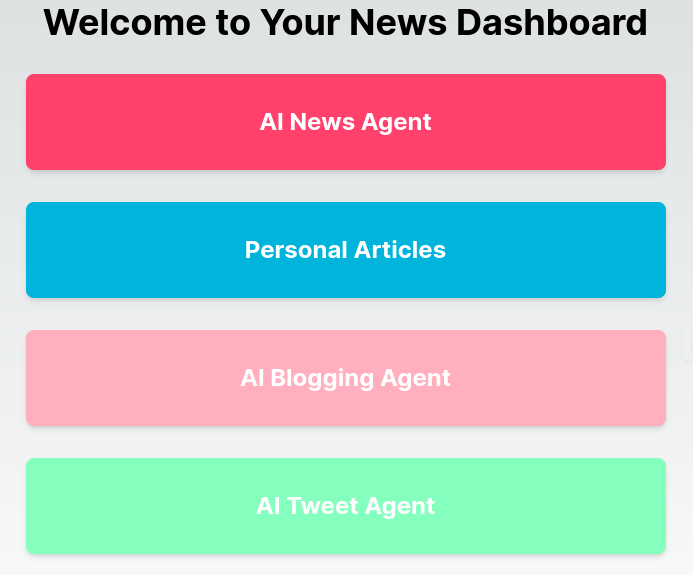 Welcome to Your News Dashboard
AI News Agent
Personal Articles
AI Blogging Agent
AI Tweet Agent